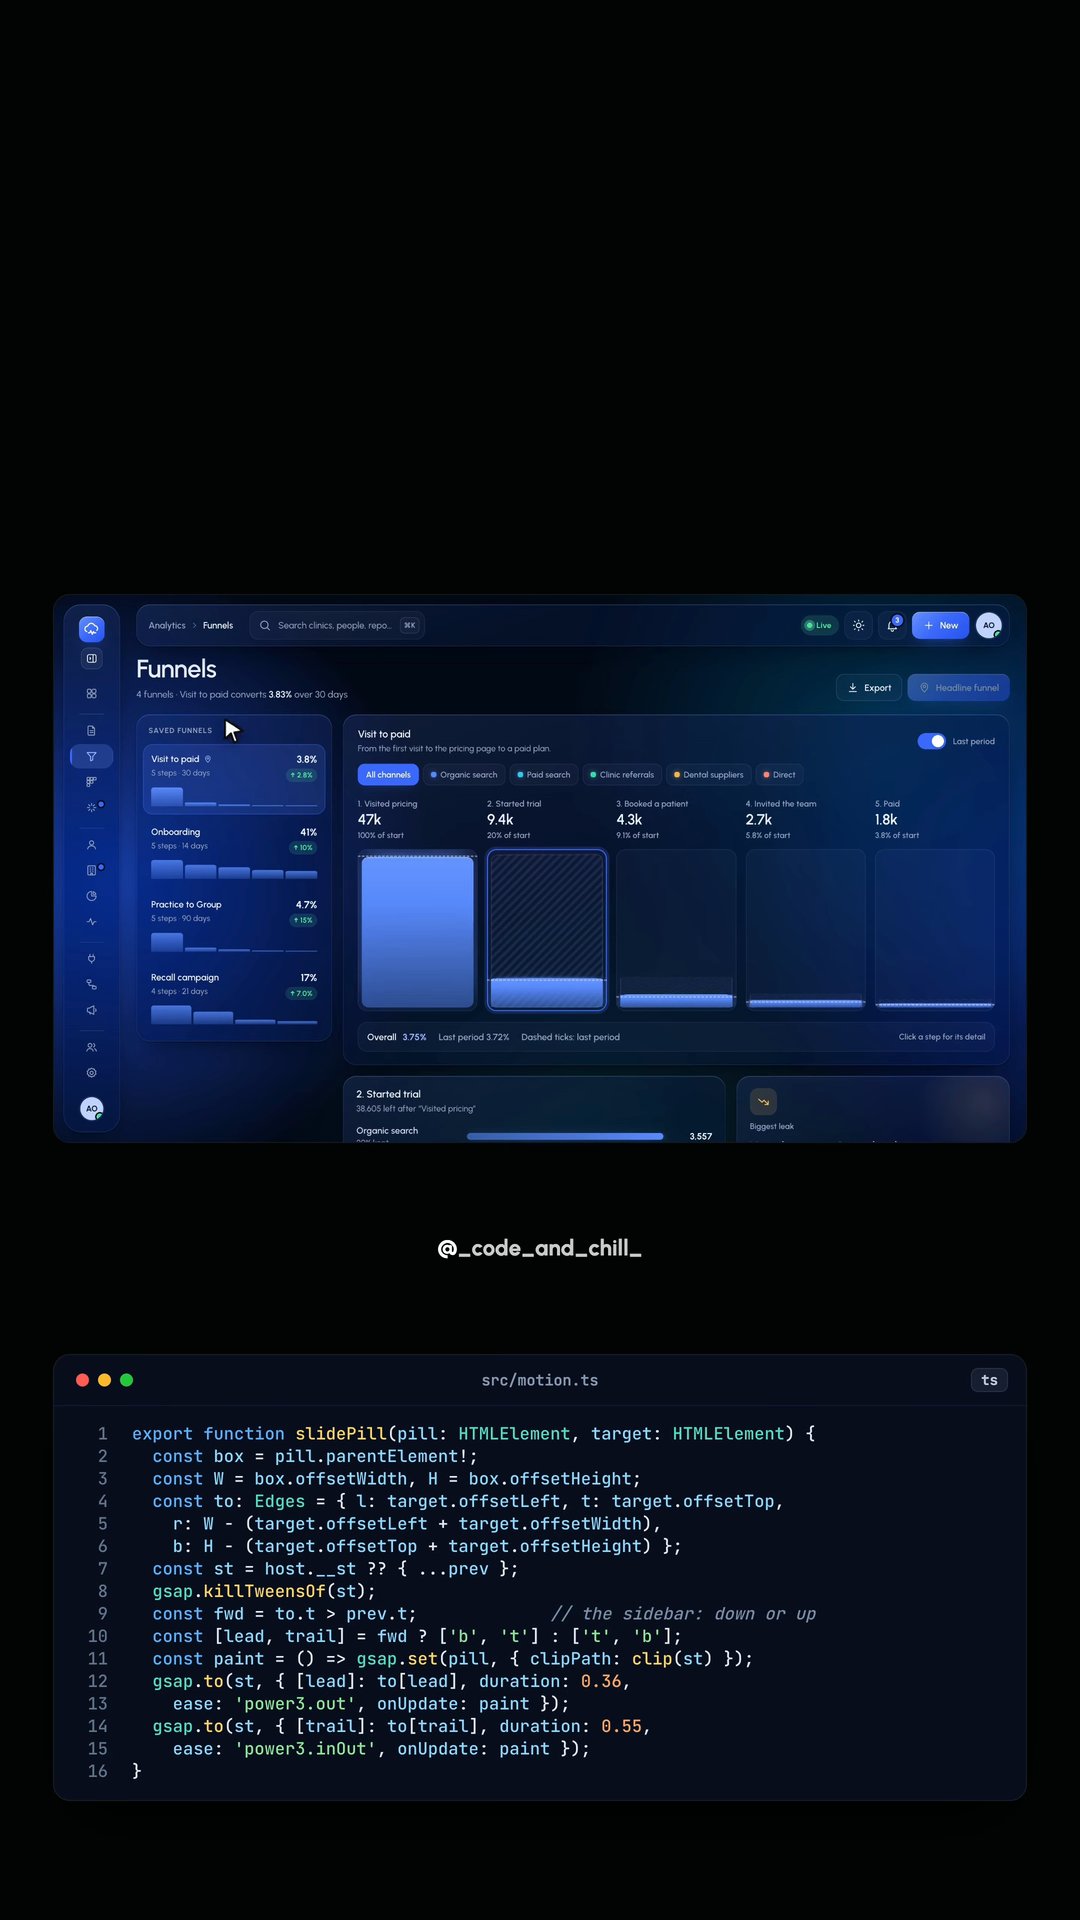 Analytics > Funnels
Search clinics, people, repo...
⌘K
Live
3
+ New
AO
Funnels
4 funnels · Visit to paid converts 3.83% over 30 days
Export
Headline funnel
SAVED FUNNELS
Visit to paid
3.8%
5 steps · 30 days
↑ 2.8%
Onboarding
41%
5 steps · 14 days
↑ 10%
Practice to Group
4.7%
5 steps · 90 days
↑ 15%
Recall campaign
17%
4 steps · 21 days
↑ 7.0%
AO
Visit to paid
From the first visit to the pricing page to a paid plan.
Last period
All channels
Organic search
Paid search
Clinic referrals
Dental suppliers
Direct
1. Visited pricing
47k
100% of start
2. Started trial
9.4k
20% of start
3. Booked a patient
4.3k
9.1% of start
4. Invited the team
2.7k
5.8% of start
5. Paid
1.8k
3.8% of start
Overall 3.75% Last period 3.72% Dashed ticks: last period
Click a step for its detail
2. Started trial
38.605 left after "Visited pricing"
Organic search
3.557
Biggest leak
@_code_and_chill_
src/motion.ts
ts
1 export function slidePill(pill: HTMLElement, target: HTMLElement) {
2 const box = pill.parentElement!;
3 const W = box.offsetWidth, H = box.offsetHeight;
4 const to: Edges = { l: target.offsetLeft, t: target.offsetTop,
5 r: W - (target.offsetLeft + target.offsetWidth),
6 b: H - (target.offsetTop + target.offsetHeight) };
7 const st = host.__st ?? { ...prev };
8 gsap.killTweensOf(st);
9 const fwd = to.t > prev.t; // the sidebar: down or up
10 const [lead, trail] = fwd ? ['b', 't'] : ['t', 'b'];
11 const paint = () => gsap.set(pill, { clipPath: clip(st) });
12 gsap.to(st, { [lead]: to[lead], duration: 0.36,
13 ease: 'power3.out', onUpdate: paint });
14 gsap.to(st, { [trail]: to[trail], duration: 0.55,
15 ease: 'power3.inOut', onUpdate: paint });
16 }